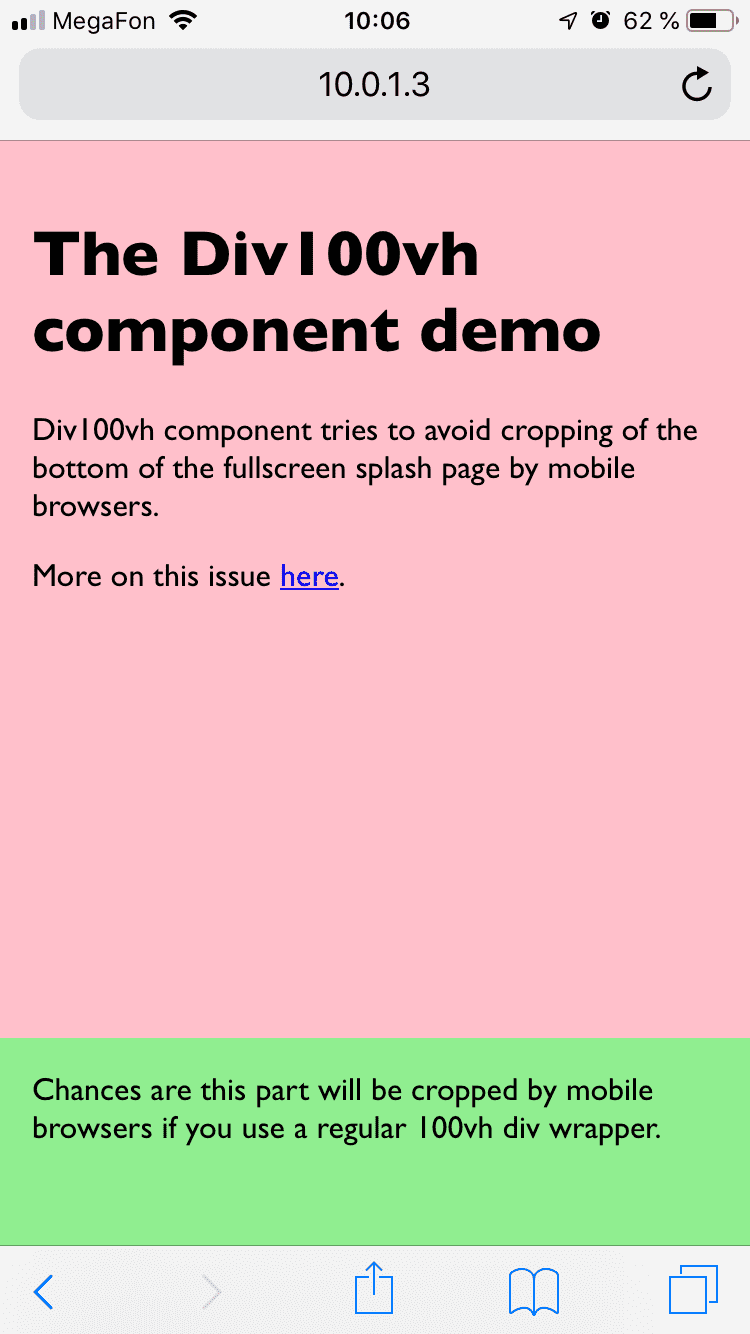 MegaFon 10:06 62 %
10.0.1.3
The Div100vh
component demo
Div100vh component tries to avoid cropping of the
bottom of the fullscreen splash page by mobile
browsers.
More on this issue here.
Chances are this part will be cropped by mobile
browsers if you use a regular 100vh div wrapper.